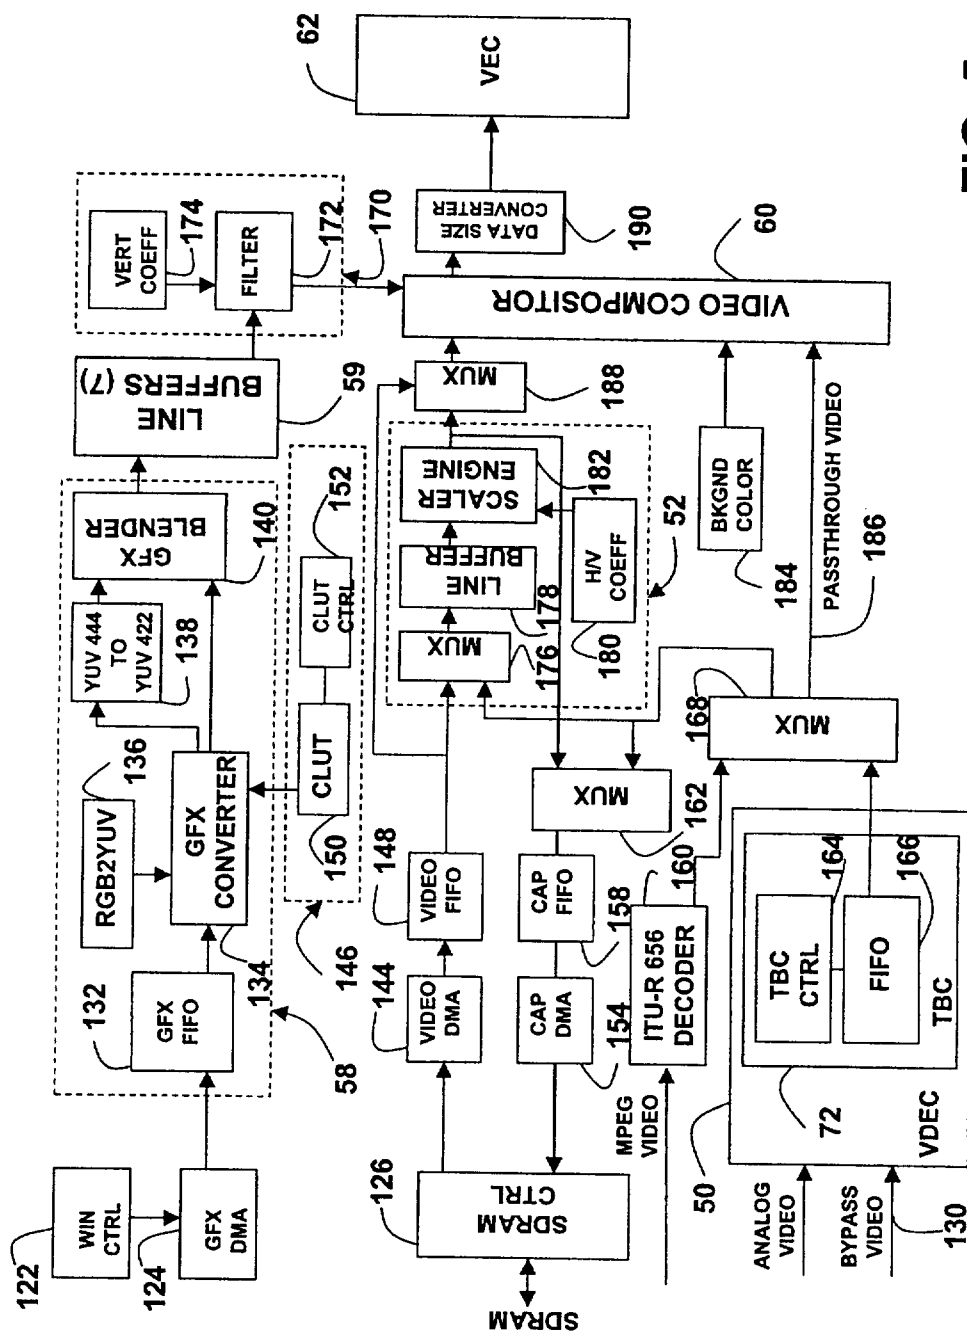 122
WIN
CTRL
124
GFX
DMA
132
GFX
FIFO
134
58
RGB2YUV
136
GFX
CONVERTER
YUV 444
TO
YUV 422
138
GFX
BLENDER
140
LINE
BUFFERS (7)
59
VERT
COEFF
174
FILTER
172
170
CLUT
150
CLUT
CTRL
152
146
SDRAM
SDRAM
CTRL
126
VIDEO
DMA
144
VIDEO
FIFO
148
MUX
176
LINE
BUFFER
178
SCALER
ENGINE
182
H/V
COEFF
180
52
MUX
188
VIDEO COMPOSITOR
60
DATA SIZE
CONVERTER
190
VEC
62
CAP
DMA
154
CAP
FIFO
158
MUX
162
MPEG
VIDEO
ITU-R 656
DECODER
160
BKGND
COLOR
184
PASSTHROUGH VIDEO
186
168
MUX
50
72
TBC
CTRL
164
FIFO
166
TBC
VDEC
ANALOG
VIDEO
BYPASS
VIDEO
130